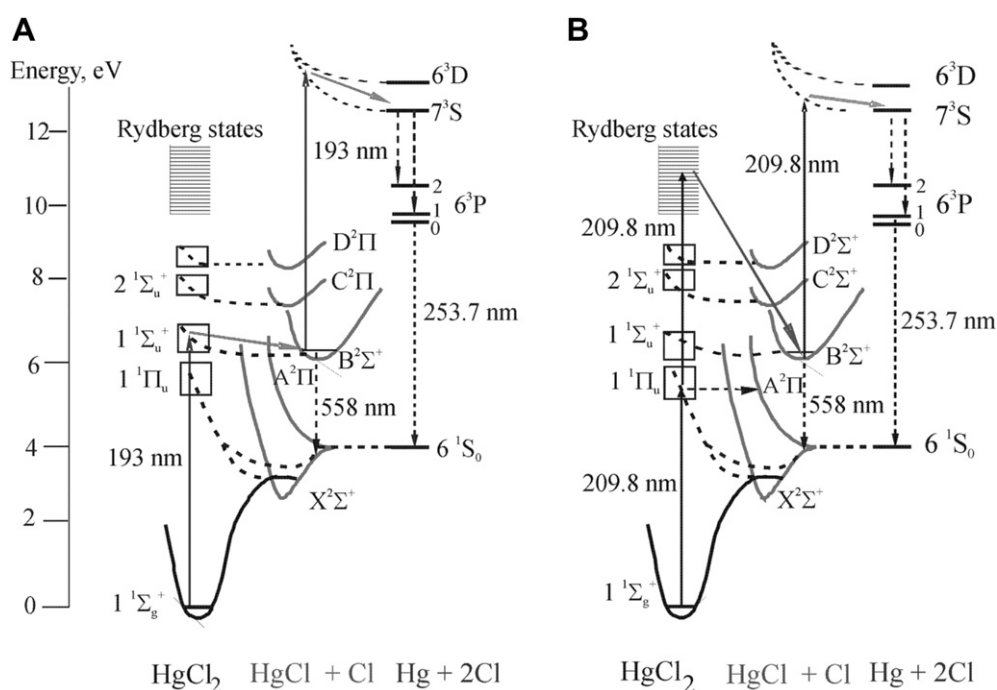 A
Energy, eV
12
10
8
6
4
2
0
Rydberg states
6³D
7³S
193 nm
2
1
0
6³P
D²Π
C²Π
2 ¹Σᵤ⁺
1 ¹Σᵤ⁺
1 ¹Πᵤ
B²Σ⁺
A²Π
253.7 nm
558 nm
193 nm
6 ¹S₀
X²Σ⁺
1 ¹Σg⁺
HgCl₂
HgCl + Cl
Hg + 2Cl
B
Rydberg states
6³D
7³S
209.8 nm
2
1
0
6³P
209.8 nm
D²Σ⁺
C²Σ⁺
2 ¹Σᵤ⁺
1 ¹Σᵤ⁺
1 ¹Πᵤ
B²Σ⁺
A²Π
253.7 nm
558 nm
6 ¹S₀
209.8 nm
X²Σ⁺
1 ¹Σg⁺
HgCl₂
HgCl + Cl
Hg + 2Cl